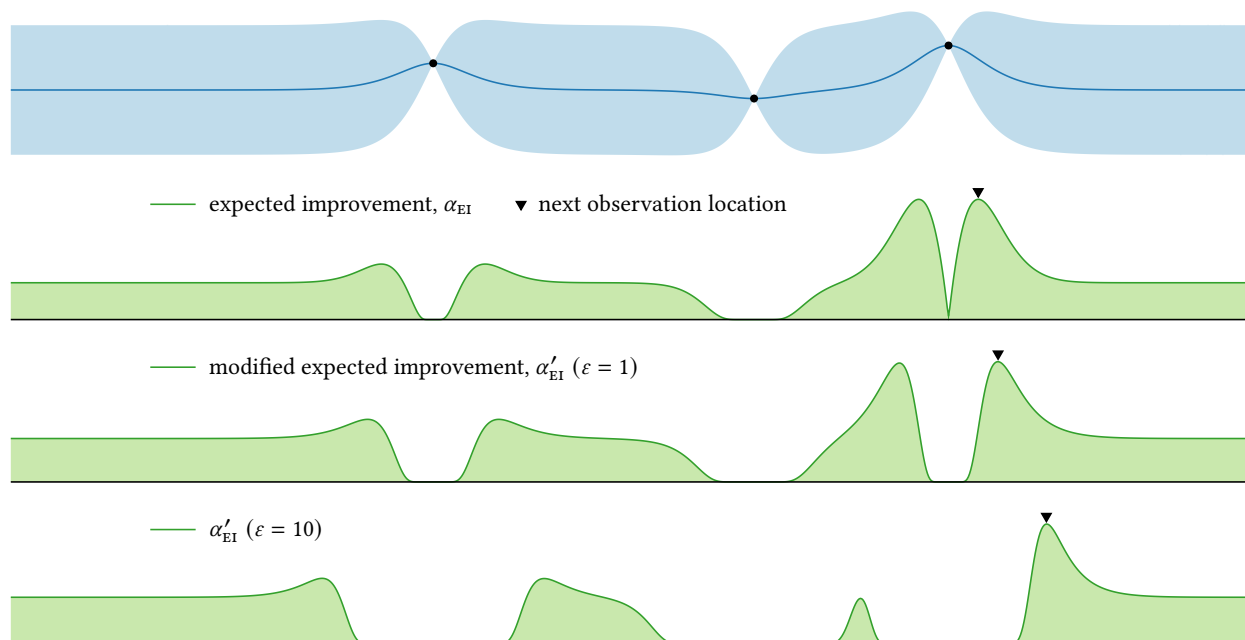 expected improvement, α_EI ▼ next observation location
modified expected improvement, α′_EI (ε = 1)
α′_EI (ε = 10)